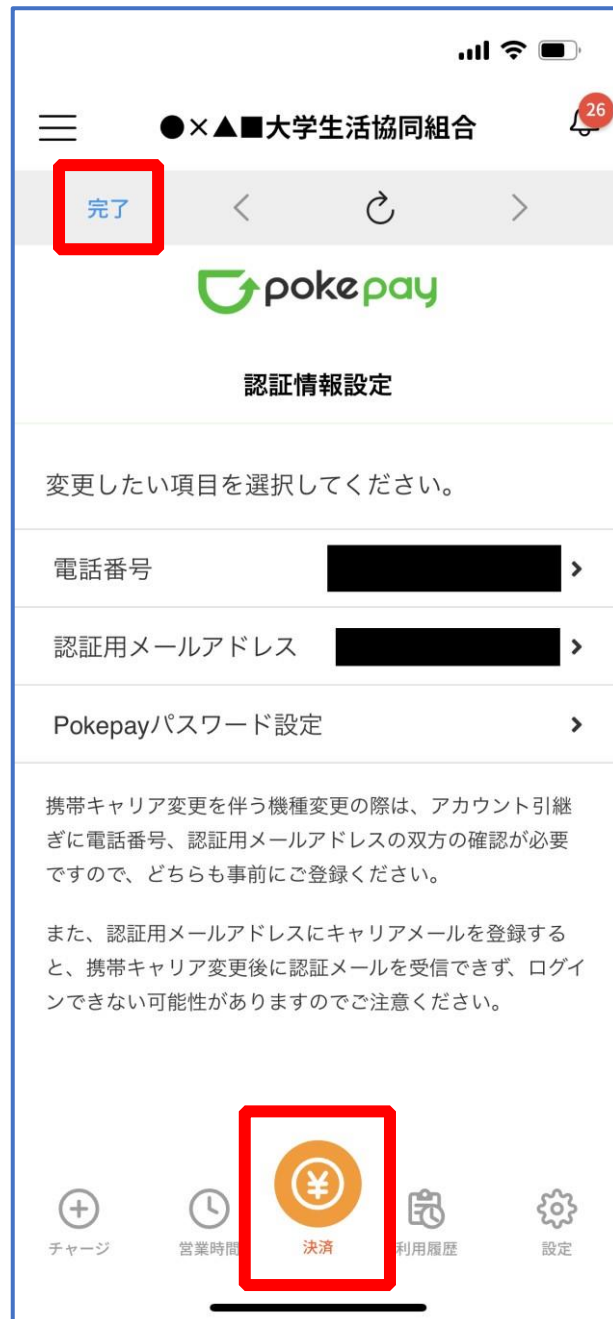 ●×▲■大学生活協同組合
26
完了
pokepay
認証情報設定
変更したい項目を選択してください。
電話番号
認証用メールアドレス
Pokepayパスワード設定
携帯キャリア変更を伴う機種変更の際は、アカウント引継
ぎに電話番号、認証用メールアドレスの双方の確認が必要
ですので、どちらも事前にご登録ください。
また、認証用メールアドレスにキャリアメールを登録する
と、携帯キャリア変更後に認証メールを受信できず、ログイ
ンできない可能性がありますのでご注意ください。
チャージ
営業時間
決済
利用履歴
設定